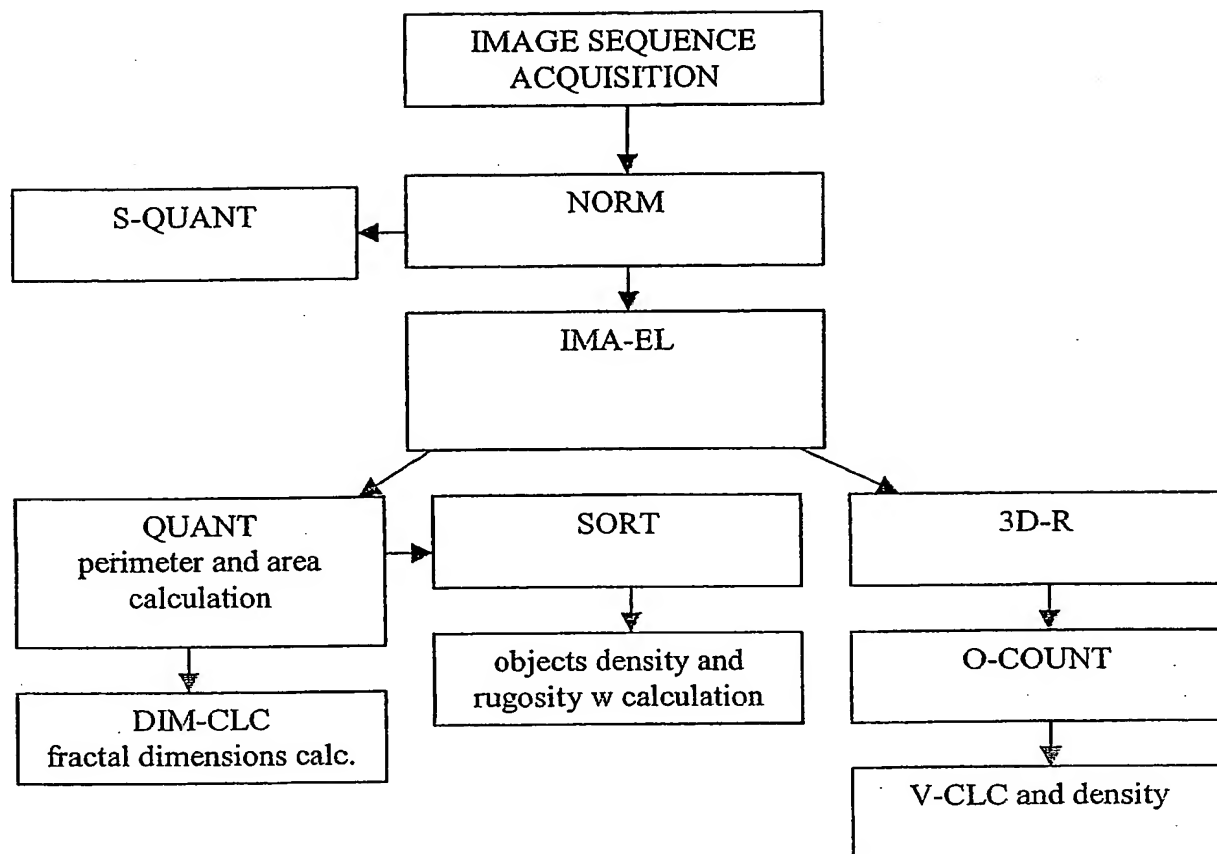 IMAGE SEQUENCE
ACQUISITION
NORM
S-QUANT
IMA-EL
QUANT
perimeter and area
calculation
SORT
3D-R
objects density and
rugosity w calculation
O-COUNT
DIM-CLC
fractal dimensions calc.
V-CLC and density